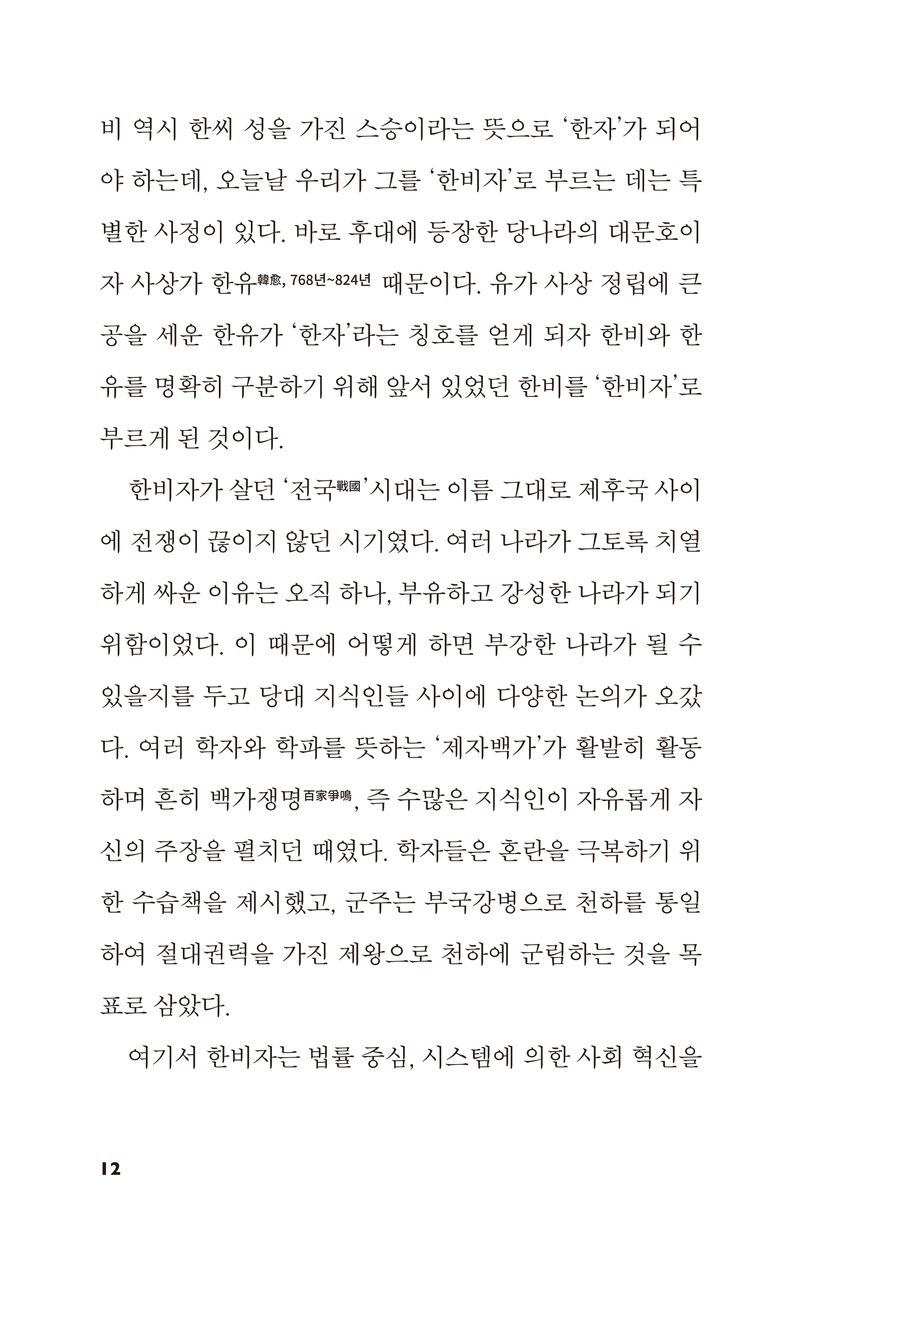 비 역시 한씨 성을 가진 스승이라는 뜻으로 ‘한자’가 되어
야 하는데, 오늘날 우리가 그를 ‘한비자’로 부르는 데는 특
별한 사정이 있다. 바로 후대에 등장한 당나라의 대문호이
자 사상가 한유韓愈, 768년~824년 때문이다. 유가 사상 정립에 큰
공을 세운 한유가 ‘한자’라는 칭호를 얻게 되자 한비와 한
유를 명확히 구분하기 위해 앞서 있었던 한비를 ‘한비자’로
부르게 된 것이다.
한비자가 살던 ‘전국戰國’시대는 이름 그대로 제후국 사이
에 전쟁이 끊이지 않던 시기였다. 여러 나라가 그토록 치열
하게 싸운 이유는 오직 하나, 부유하고 강성한 나라가 되기
위함이었다. 이 때문에 어떻게 하면 부강한 나라가 될 수
있을지를 두고 당대 지식인들 사이에 다양한 논의가 오갔
다. 여러 학자와 학파를 뜻하는 ‘제자백가’가 활발히 활동
하며 흔히 백가쟁명百家爭鳴, 즉 수많은 지식인이 자유롭게 자
신의 주장을 펼치던 때였다. 학자들은 혼란을 극복하기 위
한 수습책을 제시했고, 군주는 부국강병으로 천하를 통일
하여 절대권력을 가진 제왕으로 천하에 군림하는 것을 목
표로 삼았다.
여기서 한비자는 법률 중심, 시스템에 의한 사회 혁신을
12